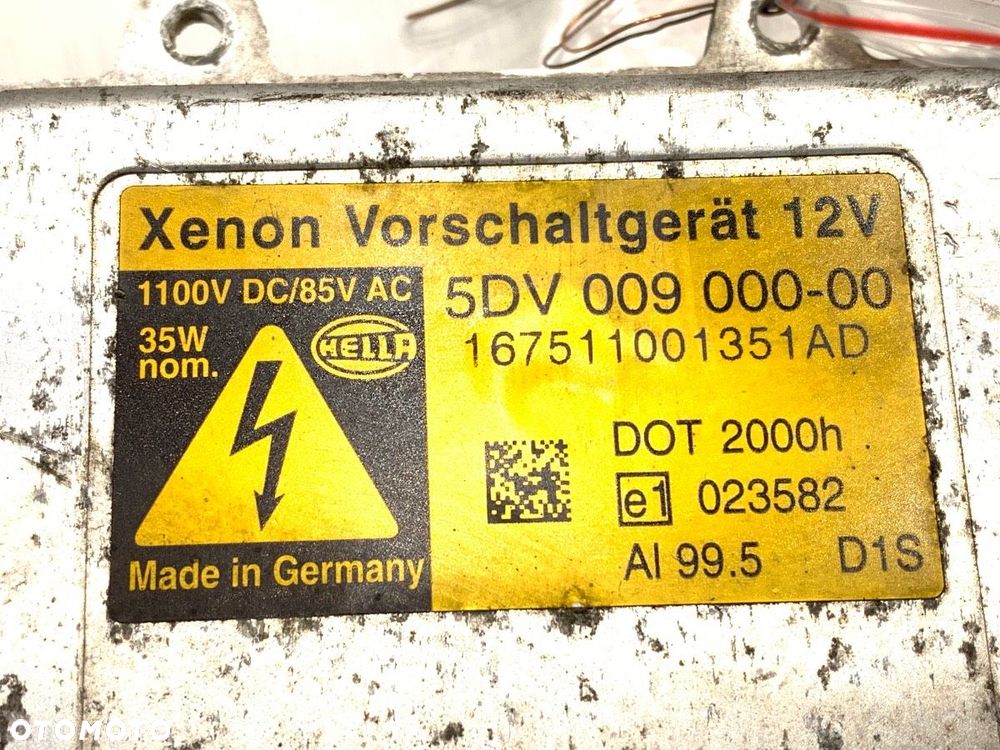 Xenon Vorschaltgerät 12V
1100V DC/85V AC
35W
nom.
HELLA
Made in Germany
5DV 009 000-00
167511001351AD
DOT 2000h
e1 023582
Al 99.5 D1S
OTOMOTO